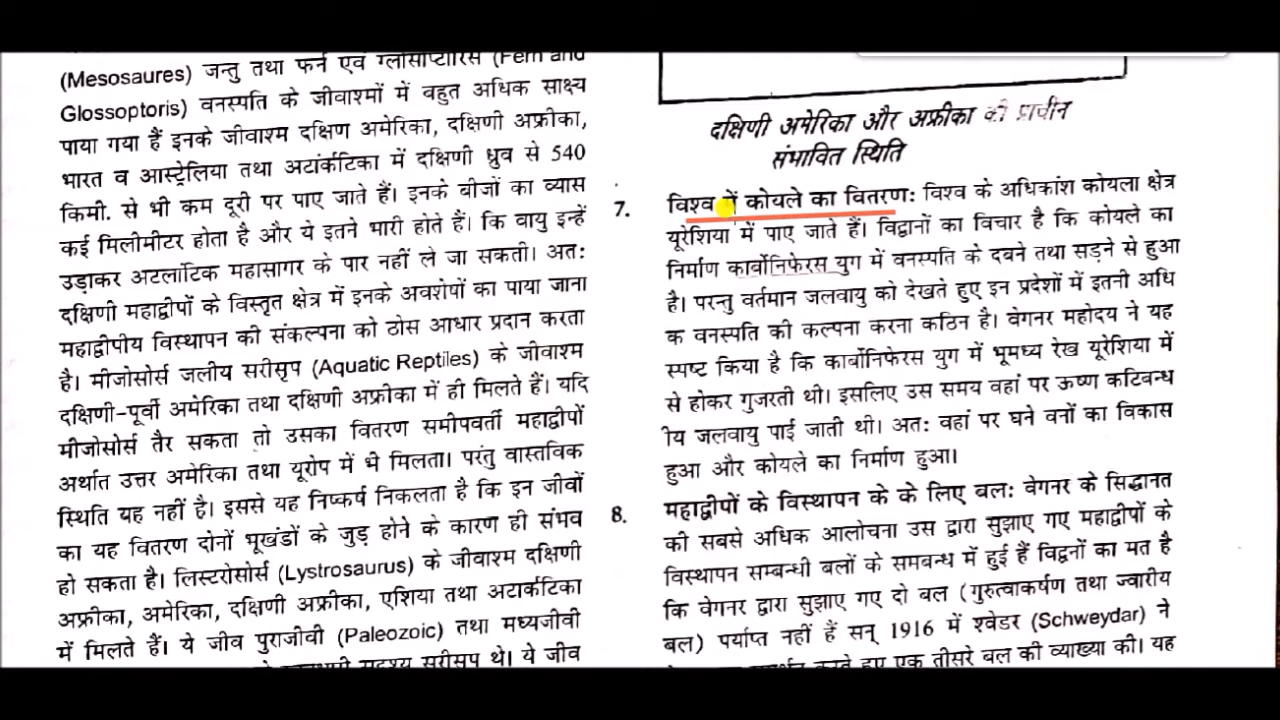 (Mesosaures) जन्तु तथा फर्न एवं ग्लोसोप्टोरिस (Fern and
Glossoptoris) वनस्पति के जीवाश्मों में बहुत अधिक साक्ष्य
पाया गया हैं इनके जीवाश्म दक्षिण अमेरिका, दक्षिणी अफ्रीका,
भारत व आस्ट्रेलिया तथा अटांर्कटिका में दक्षिणी ध्रुव से 540
किमी. से भी कम दूरी पर पाए जाते हैं। इनके बीजों का व्यास
कई मिलीमीटर होता है और ये इतने भारी होते हैं। कि वायु इन्हें
उड़ाकर अटलांटिक महासागर के पार नहीं ले जा सकती। अतः
दक्षिणी महाद्वीपों के विस्तृत क्षेत्र में इनके अवशेषों का पाया जाना
महाद्वीपीय विस्थापन की संकल्पना को ठोस आधार प्रदान करता
है। मीजोसोर्स जलीय सरीसृप (Aquatic Reptiles) के जीवाश्म
दक्षिणी-पूर्वी अमेरिका तथा दक्षिणी अफ्रीका में ही मिलते हैं। यदि
मीजोसोर्स तैर सकता तो उसका वितरण समीपवर्ती महाद्वीपों
अर्थात उत्तर अमेरिका तथा यूरोप में भे मिलता। परंतु वास्तविक
स्थिति यह नहीं है। इससे यह निष्कर्ष निकलता है कि इन जीवों
का यह वितरण दोनों भूखंडों के जुड़ होने के कारण ही संभव
हो सकता है। लिस्टरोसोर्स (Lystrosaurus) के जीवाश्म दक्षिणी
अफ्रीका, अमेरिका, दक्षिणी अफ्रीका, एशिया तथा अटार्कटिका
में मिलते हैं। ये जीव पुराजीवी (Paleozoic) तथा मध्यजीवी
सदृश्य सरीसृप थे। ये जीव
दक्षिणी अमेरिका और अफ्रीका की प्राचीन
संभावित स्थिति
7. विश्व में कोयले का वितरण: विश्व के अधिकांश कोयला क्षेत्र
यूरेशिया में पाए जाते हैं। विद्वानों का विचार है कि कोयले का
निर्माण कार्वोनिफेरस युग में वनस्पति के दबने तथा सड़ने से हुआ
है। परन्तु वर्तमान जलवायु को देखते हुए इन प्रदेशों में इतनी अधि
क वनस्पति की कल्पना करना कठिन है। वेगनर महोदय ने यह
स्पष्ट किया है कि कार्बोनिफेरस युग में भूमध्य रेख यूरेशिया में
से होकर गुजरती थी। इसलिए उस समय वहां पर ऊष्ण कटिबन्ध
ीय जलवायु पाई जाती थी। अतः वहां पर घने वनों का विकास
हुआ और कोयले का निर्माण हुआ।
8. महाद्वीपों के विस्थापन के के लिए बल: वेगनर के सिद्धानत
की सबसे अधिक आलोचना उस द्वारा सुझाए गए महाद्वीपों के
विस्थापन सम्बन्धी बलों के समबन्ध में हुई हैं विद्वनों का मत है
कि वेगनर द्वारा सुझाए गए दो बल (गुरुत्वाकर्षण तथा ज्वारीय
बल) पर्याप्त नहीं हैं सन् 1916 में श्वेडर (Schweydar) ने
करते हुए एक तीसरे बल की व्याख्या की। यह